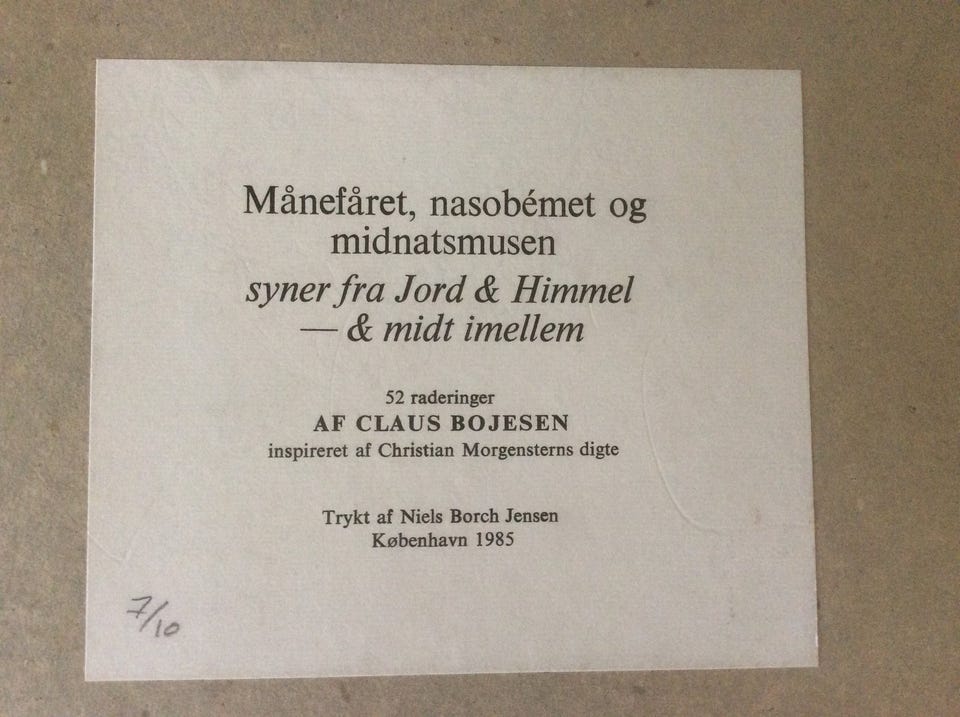 Månefåret, nasobémet og
midnatsmusen
syner fra Jord & Himmel
— & midt imellem
52 raderinger
AF CLAUS BOJESEN
inspireret af Christian Morgensterns digte
Trykt af Niels Borch Jensen
København 1985
7/10